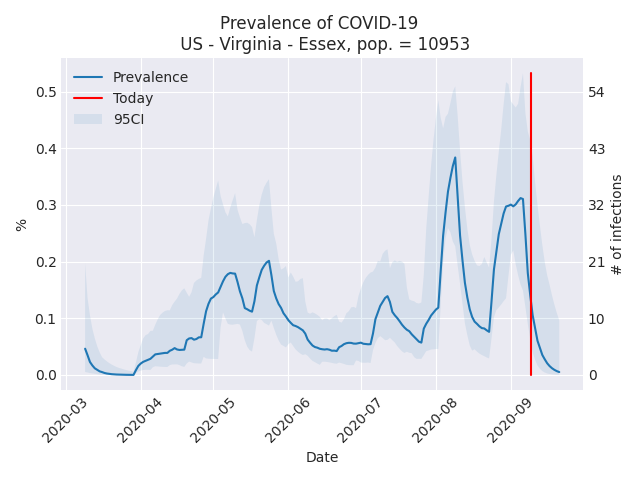 Prevalence of COVID-19
US - Virginia - Essex, pop. = 10953
Prevalence
Today
95CI
0.5
0.4
0.3
0.2
0.1
0.0
%
54
43
32
21
10
0
# of infections
2020-03
2020-04
2020-05
2020-06
2020-07
2020-08
2020-09
Date